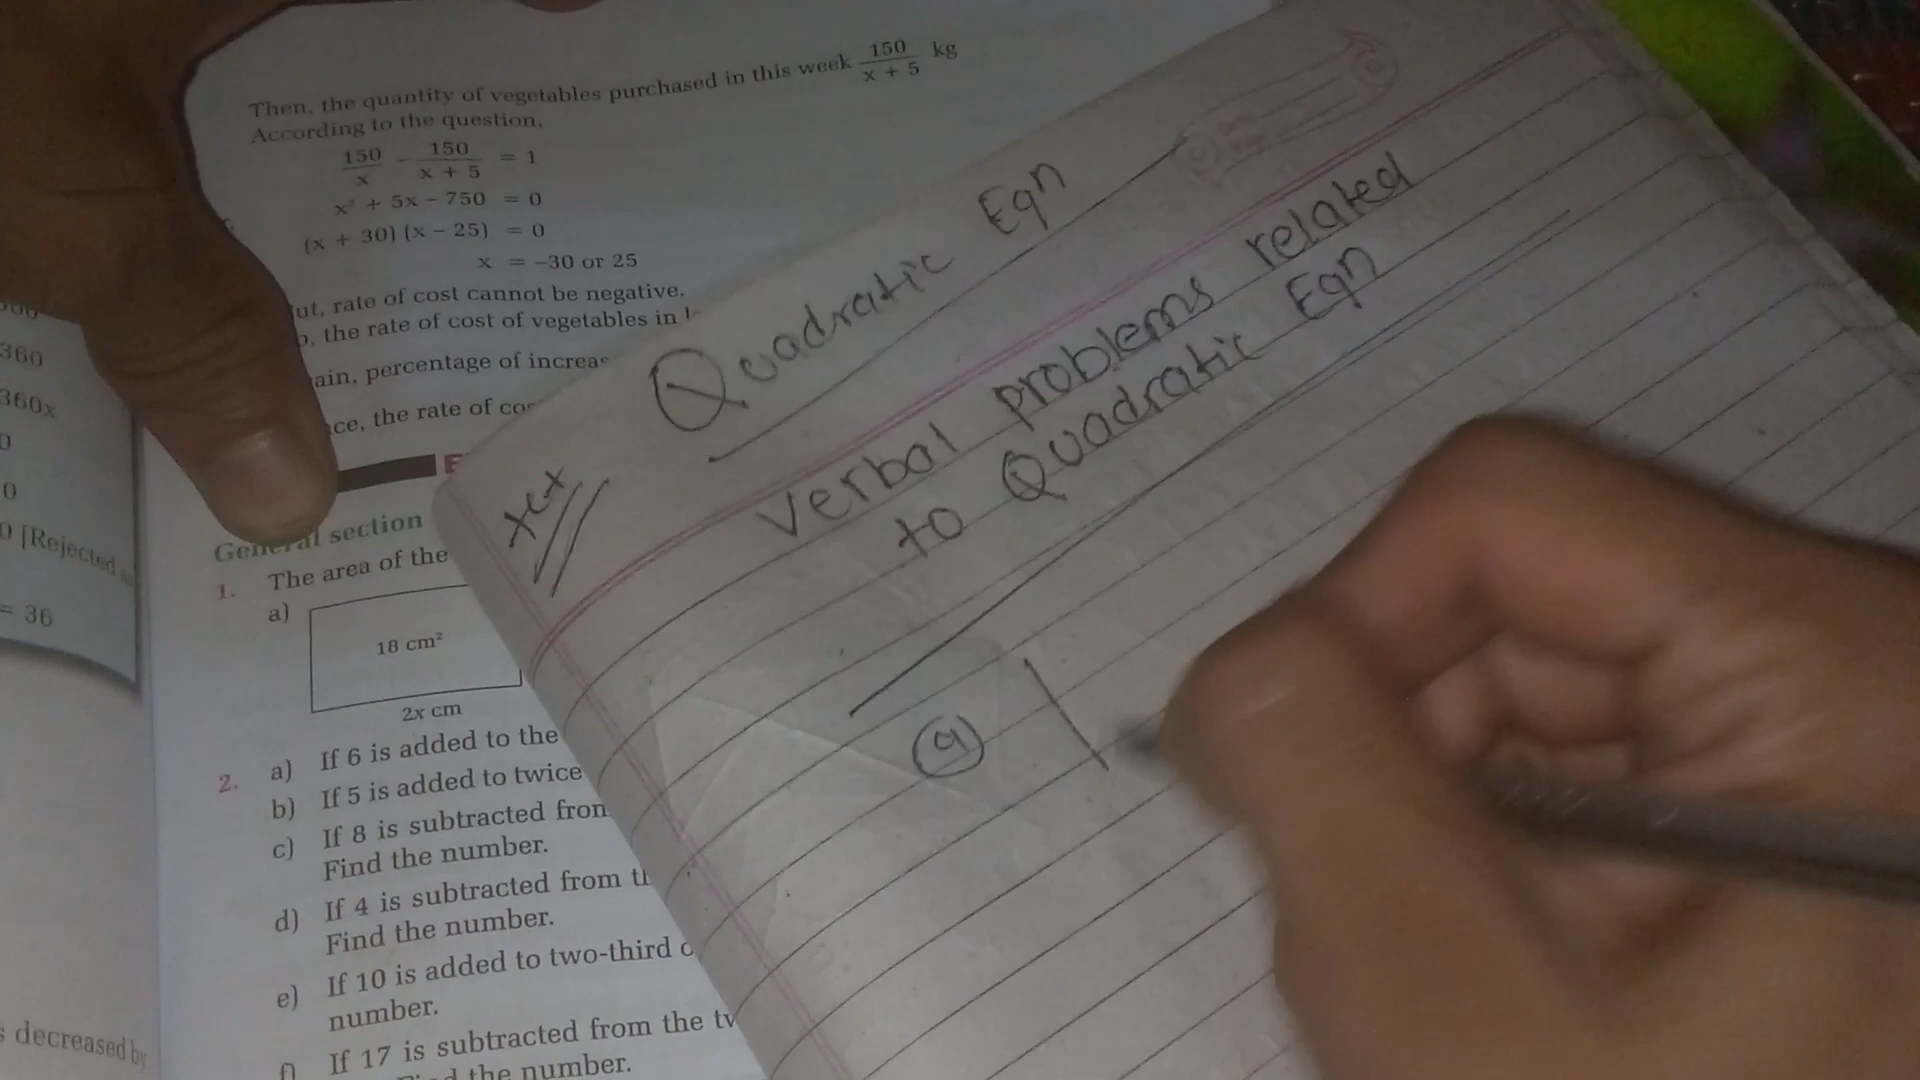 360
360x
0
0
0 [Rejected
= 36
s decreased by
Then, the quantity of vegetables purchased in this week 150/(x + 5) kg
According to the question,
150/x - 150/(x + 5) = 1
x² + 5x - 750 = 0
(x + 30) (x - 25) = 0
x = -30 or 25
ut, rate of cost cannot be negative.
, the rate of cost of vegetables in
ain, percentage of increas
ce, the rate of cos
E
General section
1. The area of the
a)
18 cm²
2x cm
2. a) If 6 is added to the
b) If 5 is added to twice
c) If 8 is subtracted from
Find the number.
d) If 4 is subtracted from
Find the number.
e) If 10 is added to two-third
number.
f) If 17 is subtracted from the tw
the number.
Quadratic Eqn
Verbal problems related
to Quadratic Eqn